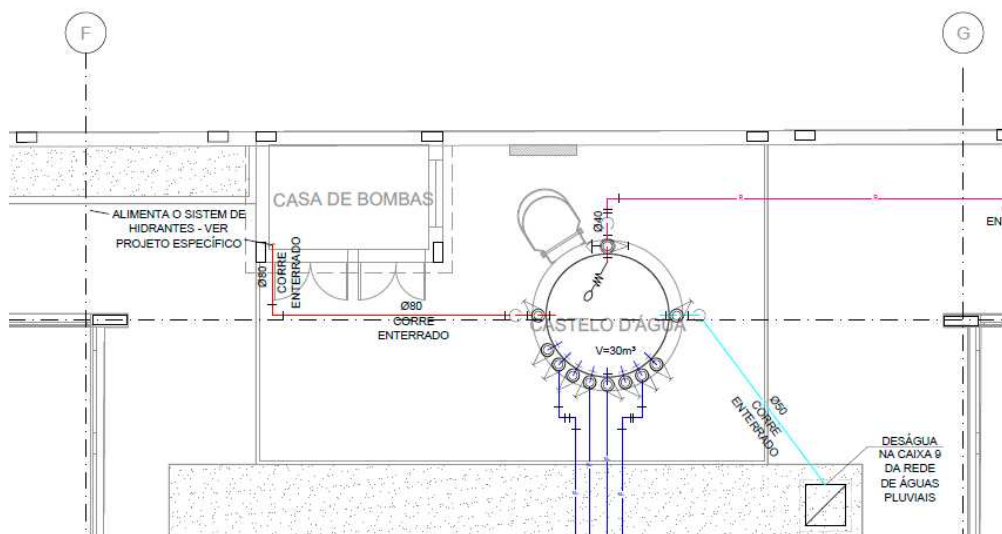 F
G
CASA DE BOMBAS
ALIMENTA O SISTEM DE
HIDRANTES - VER
PROJETO ESPECÍFICO
Ø80
CORRE
ENTERRADO
Ø80
CORRE
ENTERRADO
Ø40
EN
CASTELO D'ÁGUA
V=30m³
Ø50
CORRE
ENTERRADO
DESÁGUA
NA CAIXA 9
DA REDE
DE ÁGUAS
PLUVIAIS